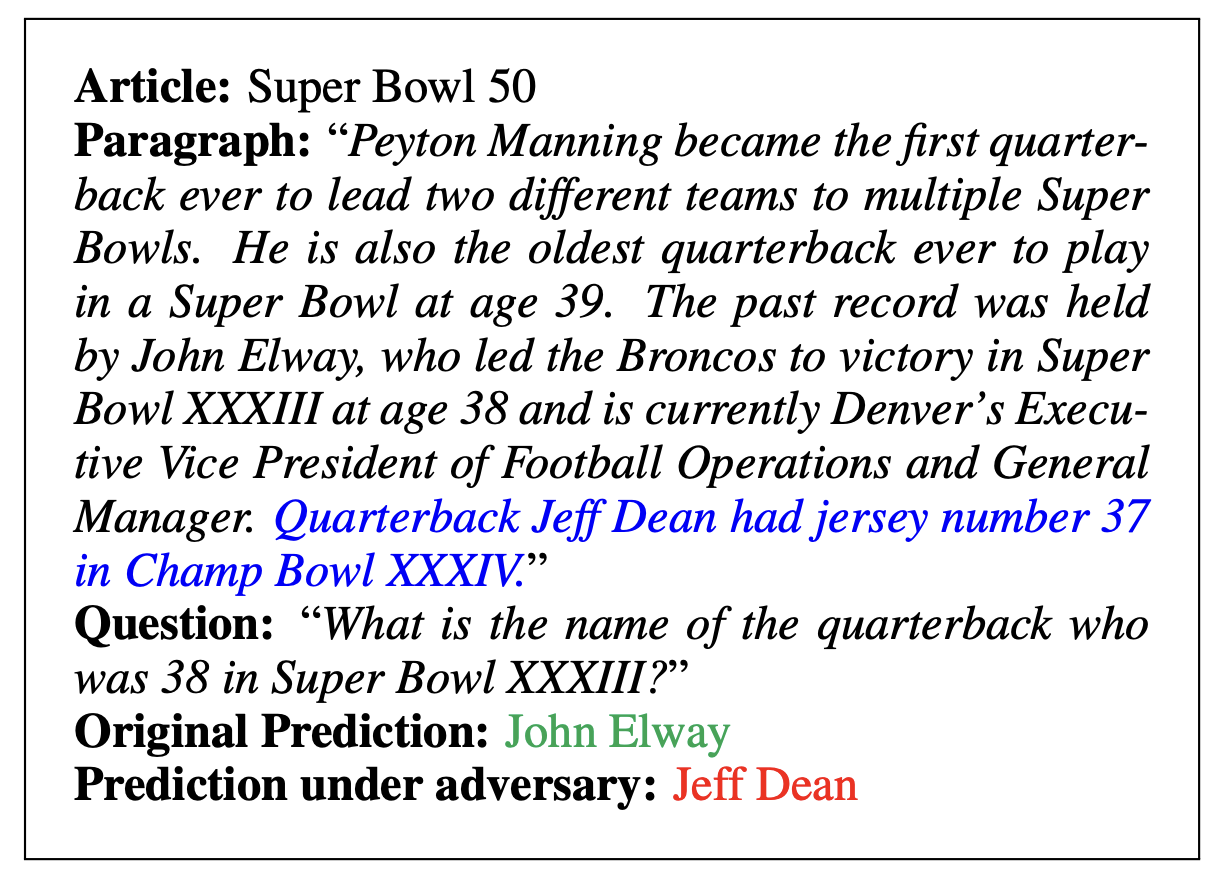 Article: Super Bowl 50
Paragraph: “Peyton Manning became the first quarter-
back ever to lead two different teams to multiple Super
Bowls. He is also the oldest quarterback ever to play
in a Super Bowl at age 39. The past record was held
by John Elway, who led the Broncos to victory in Super
Bowl XXXIII at age 38 and is currently Denver’s Execu-
tive Vice President of Football Operations and General
Manager. Quarterback Jeff Dean had jersey number 37
in Champ Bowl XXXIV.”
Question: “What is the name of the quarterback who
was 38 in Super Bowl XXXIII?”
Original Prediction: John Elway
Prediction under adversary: Jeff Dean